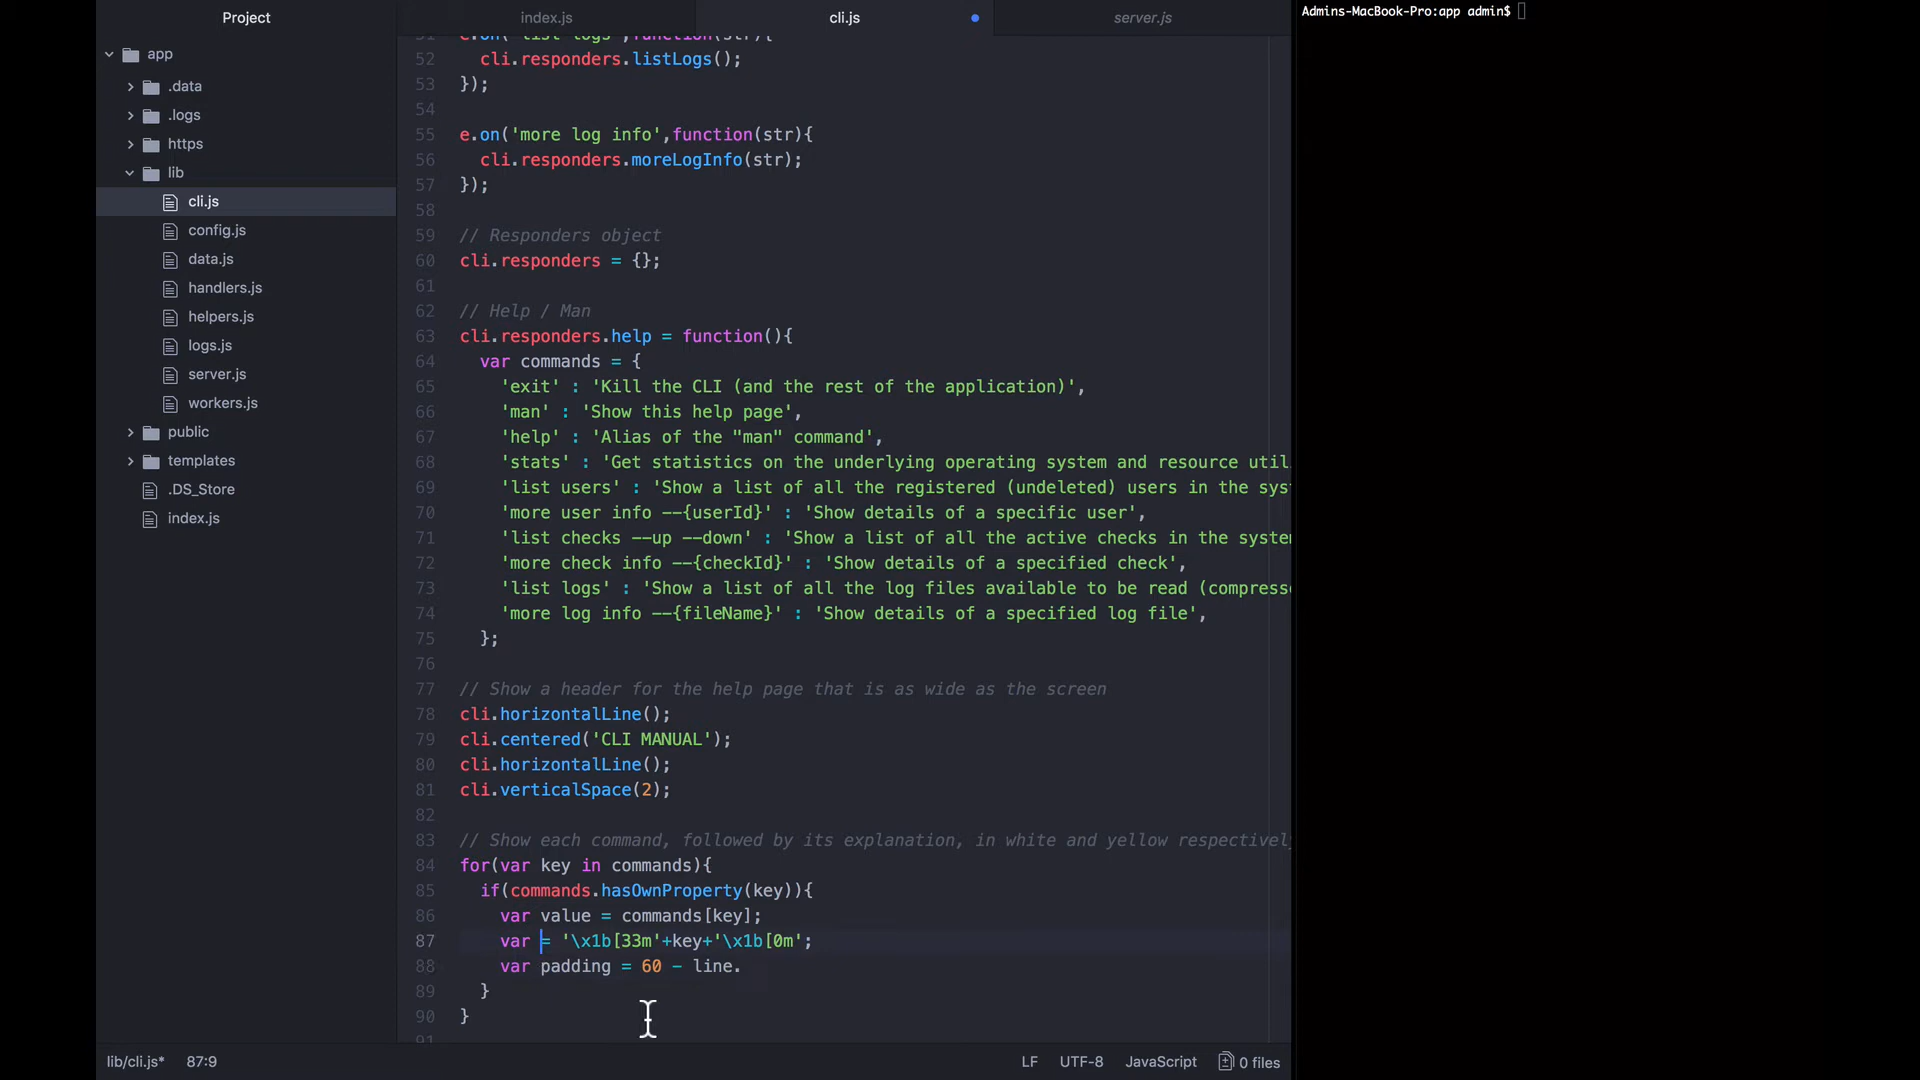 Project
app
.data
.logs
https
lib
cli.js
config.js
data.js
handlers.js
helpers.js
logs.js
server.js
workers.js
public
templates
.DS_Store
index.js
index.js
cli.js
server.js
51 e.on('list logs',function(str){
52 cli.responders.listLogs();
53 });
54
55 e.on('more log info',function(str){
56 cli.responders.moreLogInfo(str);
57 });
58
59 // Responders object
60 cli.responders = {};
61
62 // Help / Man
63 cli.responders.help = function(){
64 var commands = {
65 'exit' : 'Kill the CLI (and the rest of the application)',
66 'man' : 'Show this help page',
67 'help' : 'Alias of the "man" command',
68 'stats' : 'Get statistics on the underlying operating system and resource util
69 'list users' : 'Show a list of all the registered (undeleted) users in the sys
70 'more user info --{userId}' : 'Show details of a specific user',
71 'list checks --up --down' : 'Show a list of all the active checks in the syste
72 'more check info --{checkId}' : 'Show details of a specified check',
73 'list logs' : 'Show a list of all the log files available to be read (compress
74 'more log info --{fileName}' : 'Show details of a specified log file',
75 };
76
77 // Show a header for the help page that is as wide as the screen
78 cli.horizontalLine();
79 cli.centered('CLI MANUAL');
80 cli.horizontalLine();
81 cli.verticalSpace(2);
82
83 // Show each command, followed by its explanation, in white and yellow respectively
84 for(var key in commands){
85 if(commands.hasOwnProperty(key)){
86 var value = commands[key];
87 var = '\x1b[33m'+key+'\x1b[0m';
88 var padding = 60 - line.
89 }
90 }
91
lib/cli.js* 87:9
LF UTF-8 JavaScript 0 files
Admins-MacBook-Pro:app admin$